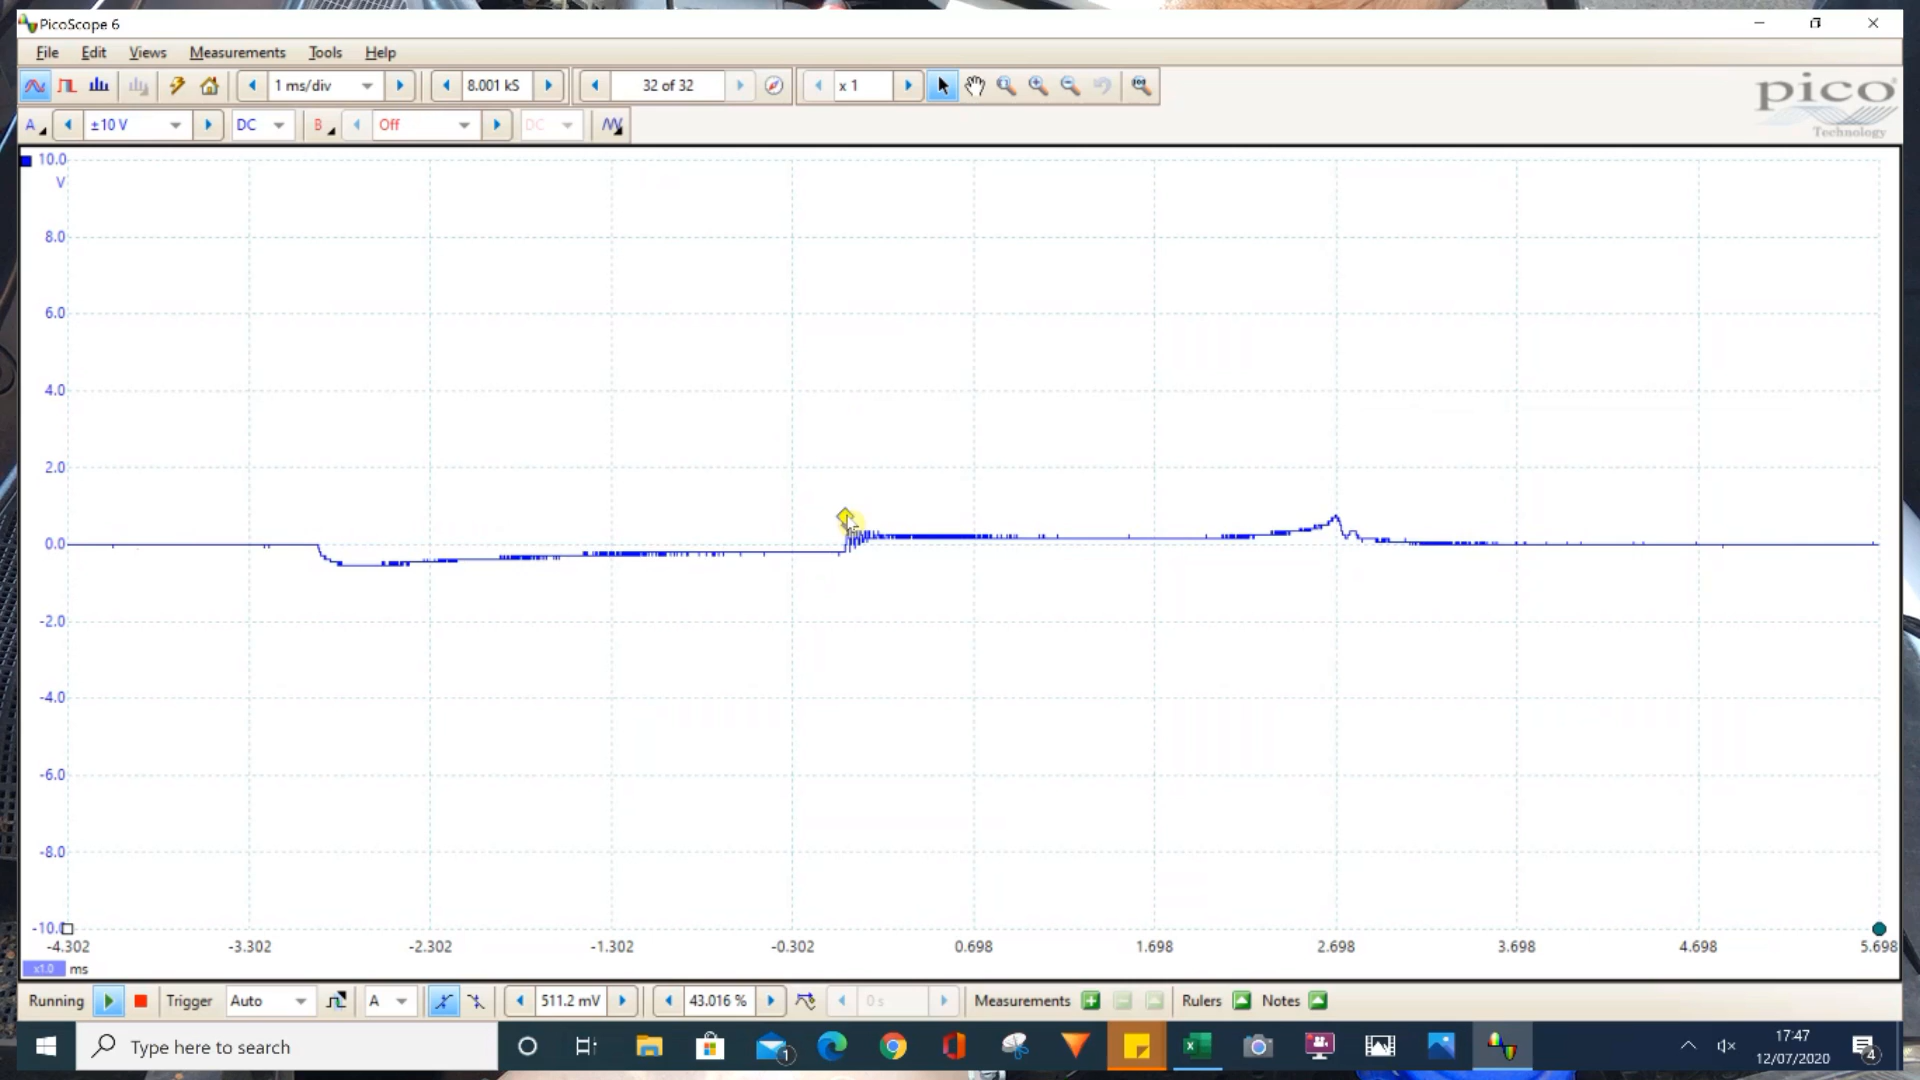 PicoScope 6
File Edit Views Measurements Tools Help
1 ms/div 8.001 kS 32 of 32 x 1
pico
Technology
A ±10 V DC B Off DC
10.0
V
8.0
6.0
4.0
2.0
0.0
-2.0
-4.0
-6.0
-8.0
-10.0
-4.302 -3.302 -2.302 -1.302 -0.302 0.698 1.698 2.698 3.698 4.698 5.698
x1.0 ms
Running Trigger Auto A 511.2 mV 43.016 % 0 s Measurements Rulers Notes
Type here to search 1 17:47
12/07/2020 4